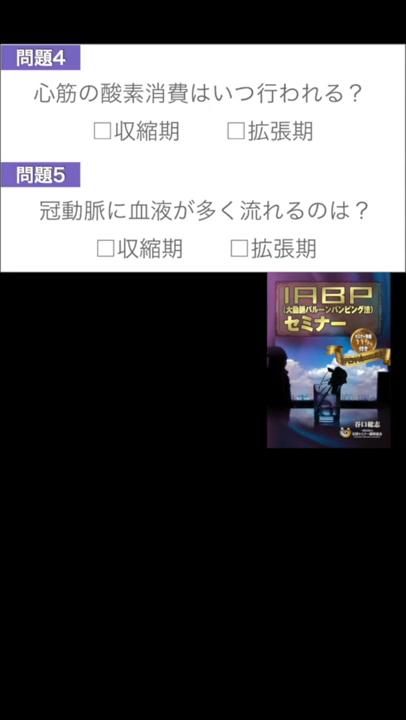 問題4
心筋の酸素消費はいつ行われる？
□収縮期　□拡張期
問題5
冠動脈に血液が多く流れるのは？
□収縮期　□拡張期
IABP
(大動脈バルーンパンピング法)
セミナー
付き
谷口総志